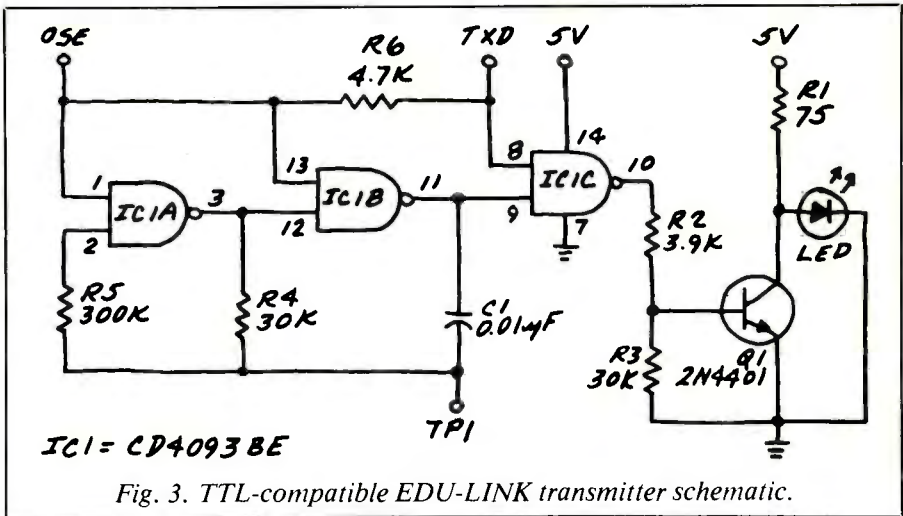 OSE
R6
4.7K
TXD
5V
5V
R1
75
1
2
IC1A
3
13
12
IC1B
11
8
9
14
IC1C
10
7
R2
3.9K
LED
R5
300K
R4
30K
C1
0.01µF
R3
30K
Q1
2N4401
TP1
IC1 = CD4093BE
Fig. 3. TTL-compatible EDU-LINK transmitter schematic.